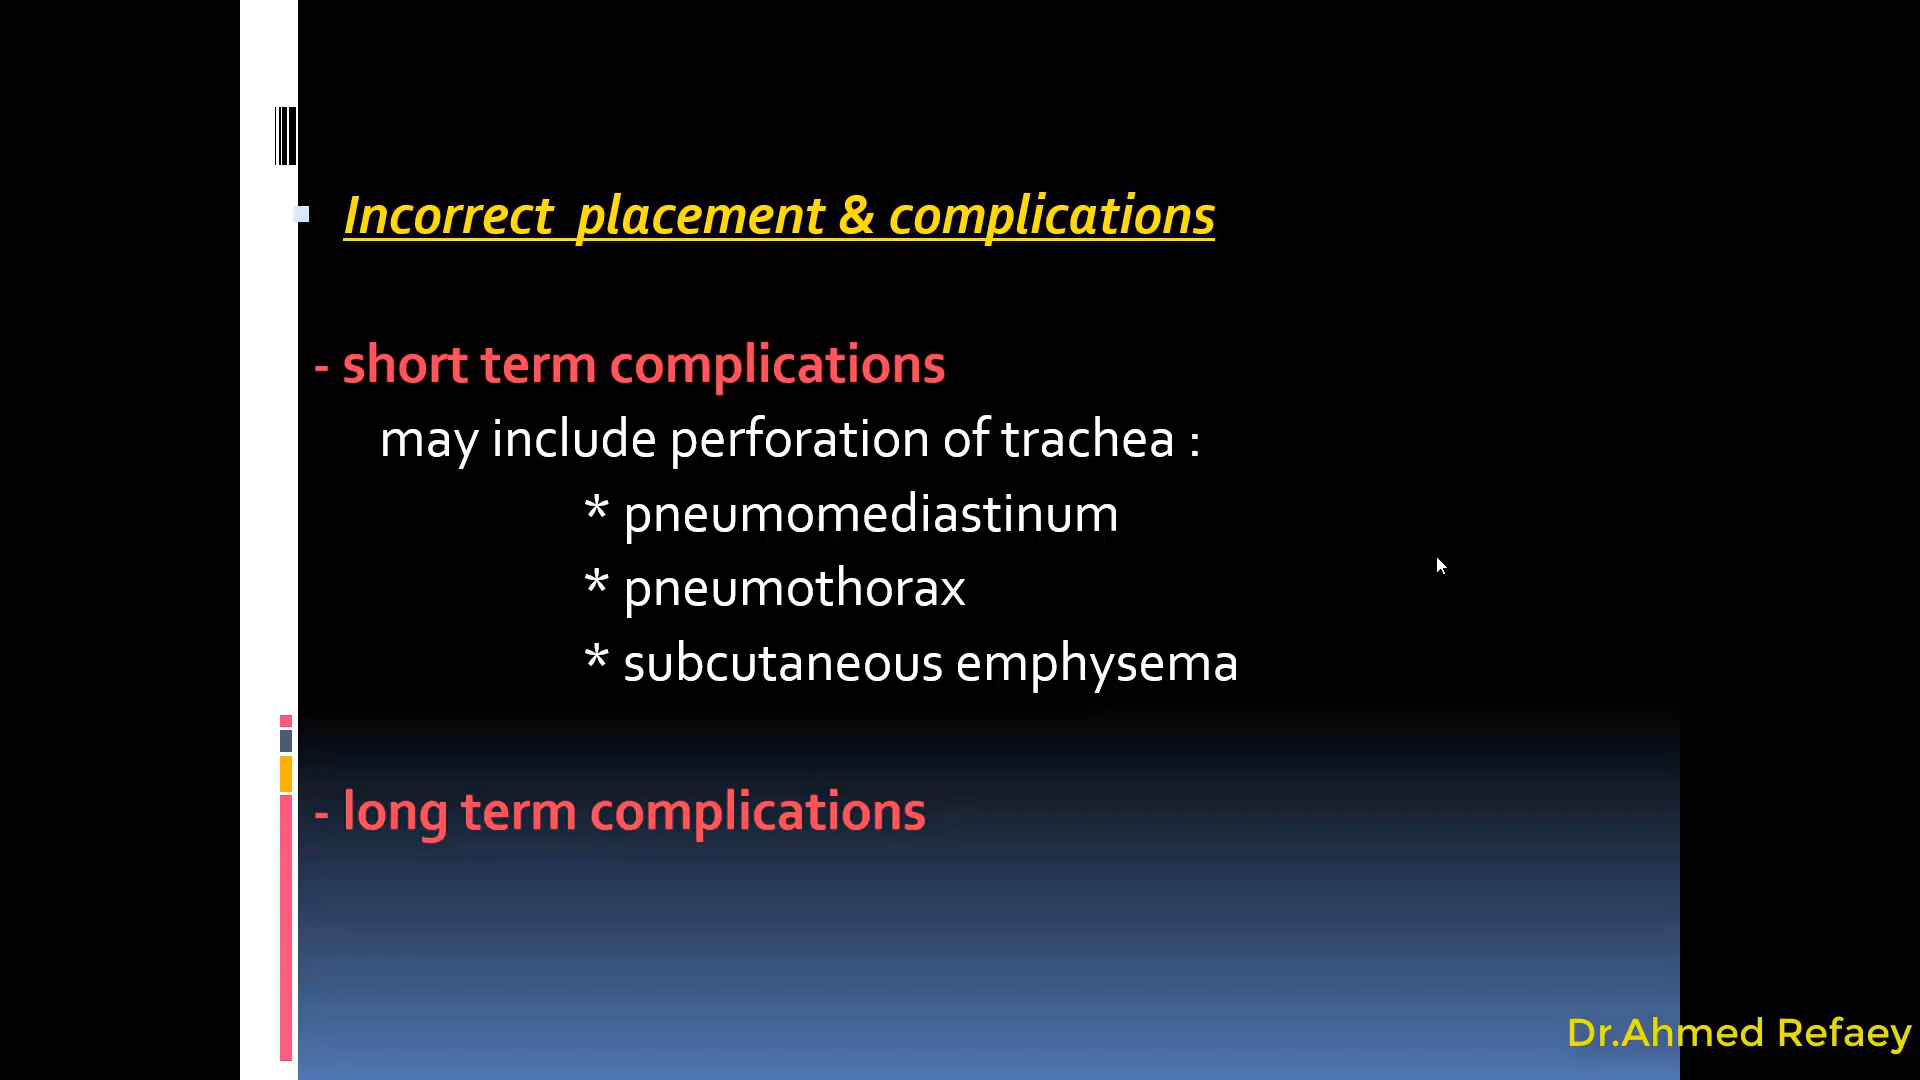 Incorrect placement & complications
- short term complications
may include perforation of trachea :
* pneumomediastinum
* pneumothorax
* subcutaneous emphysema
- long term complications
Dr.Ahmed Refaey